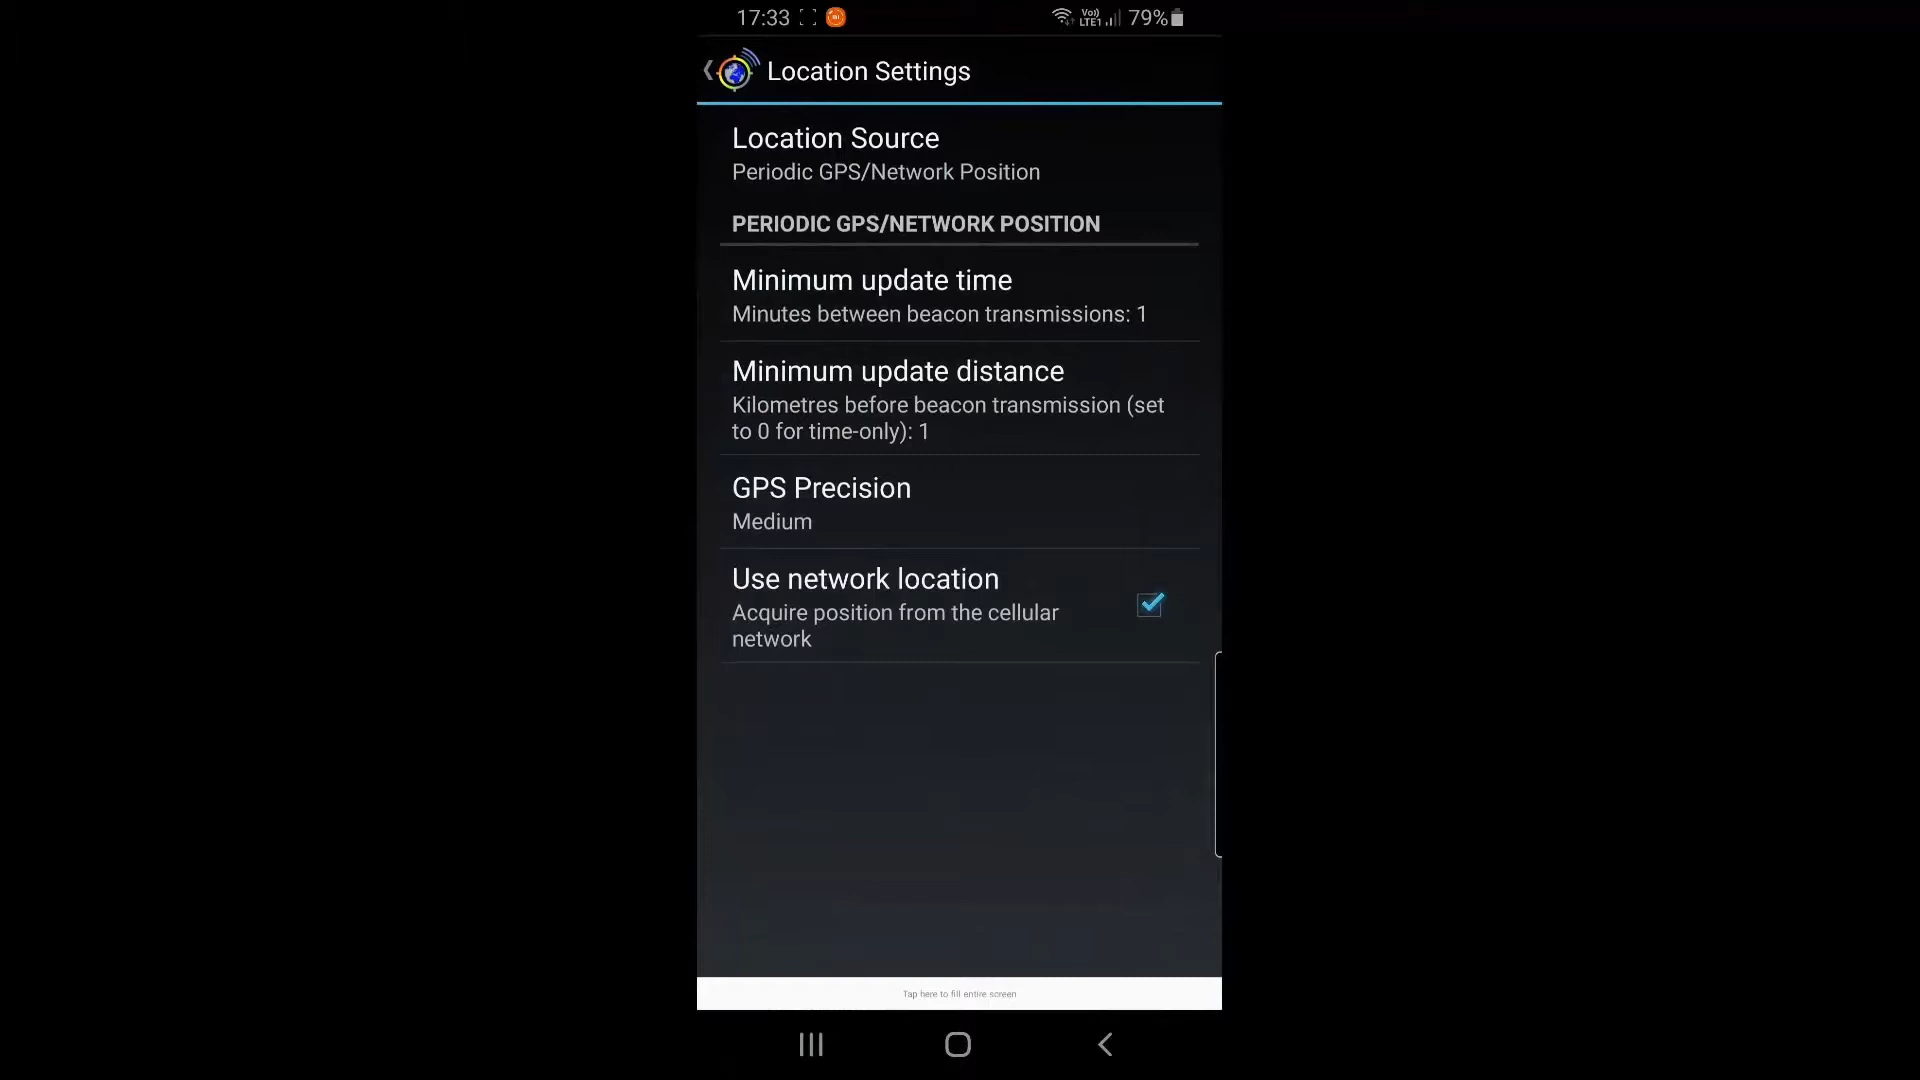 17:33 Vo) LTE1 79%
Location Settings
Location Source
Periodic GPS/Network Position
PERIODIC GPS/NETWORK POSITION
Minimum update time
Minutes between beacon transmissions: 1
Minimum update distance
Kilometres before beacon transmission (set
to 0 for time-only): 1
GPS Precision
Medium
Use network location
Acquire position from the cellular
network
Tap here to fill entire screen